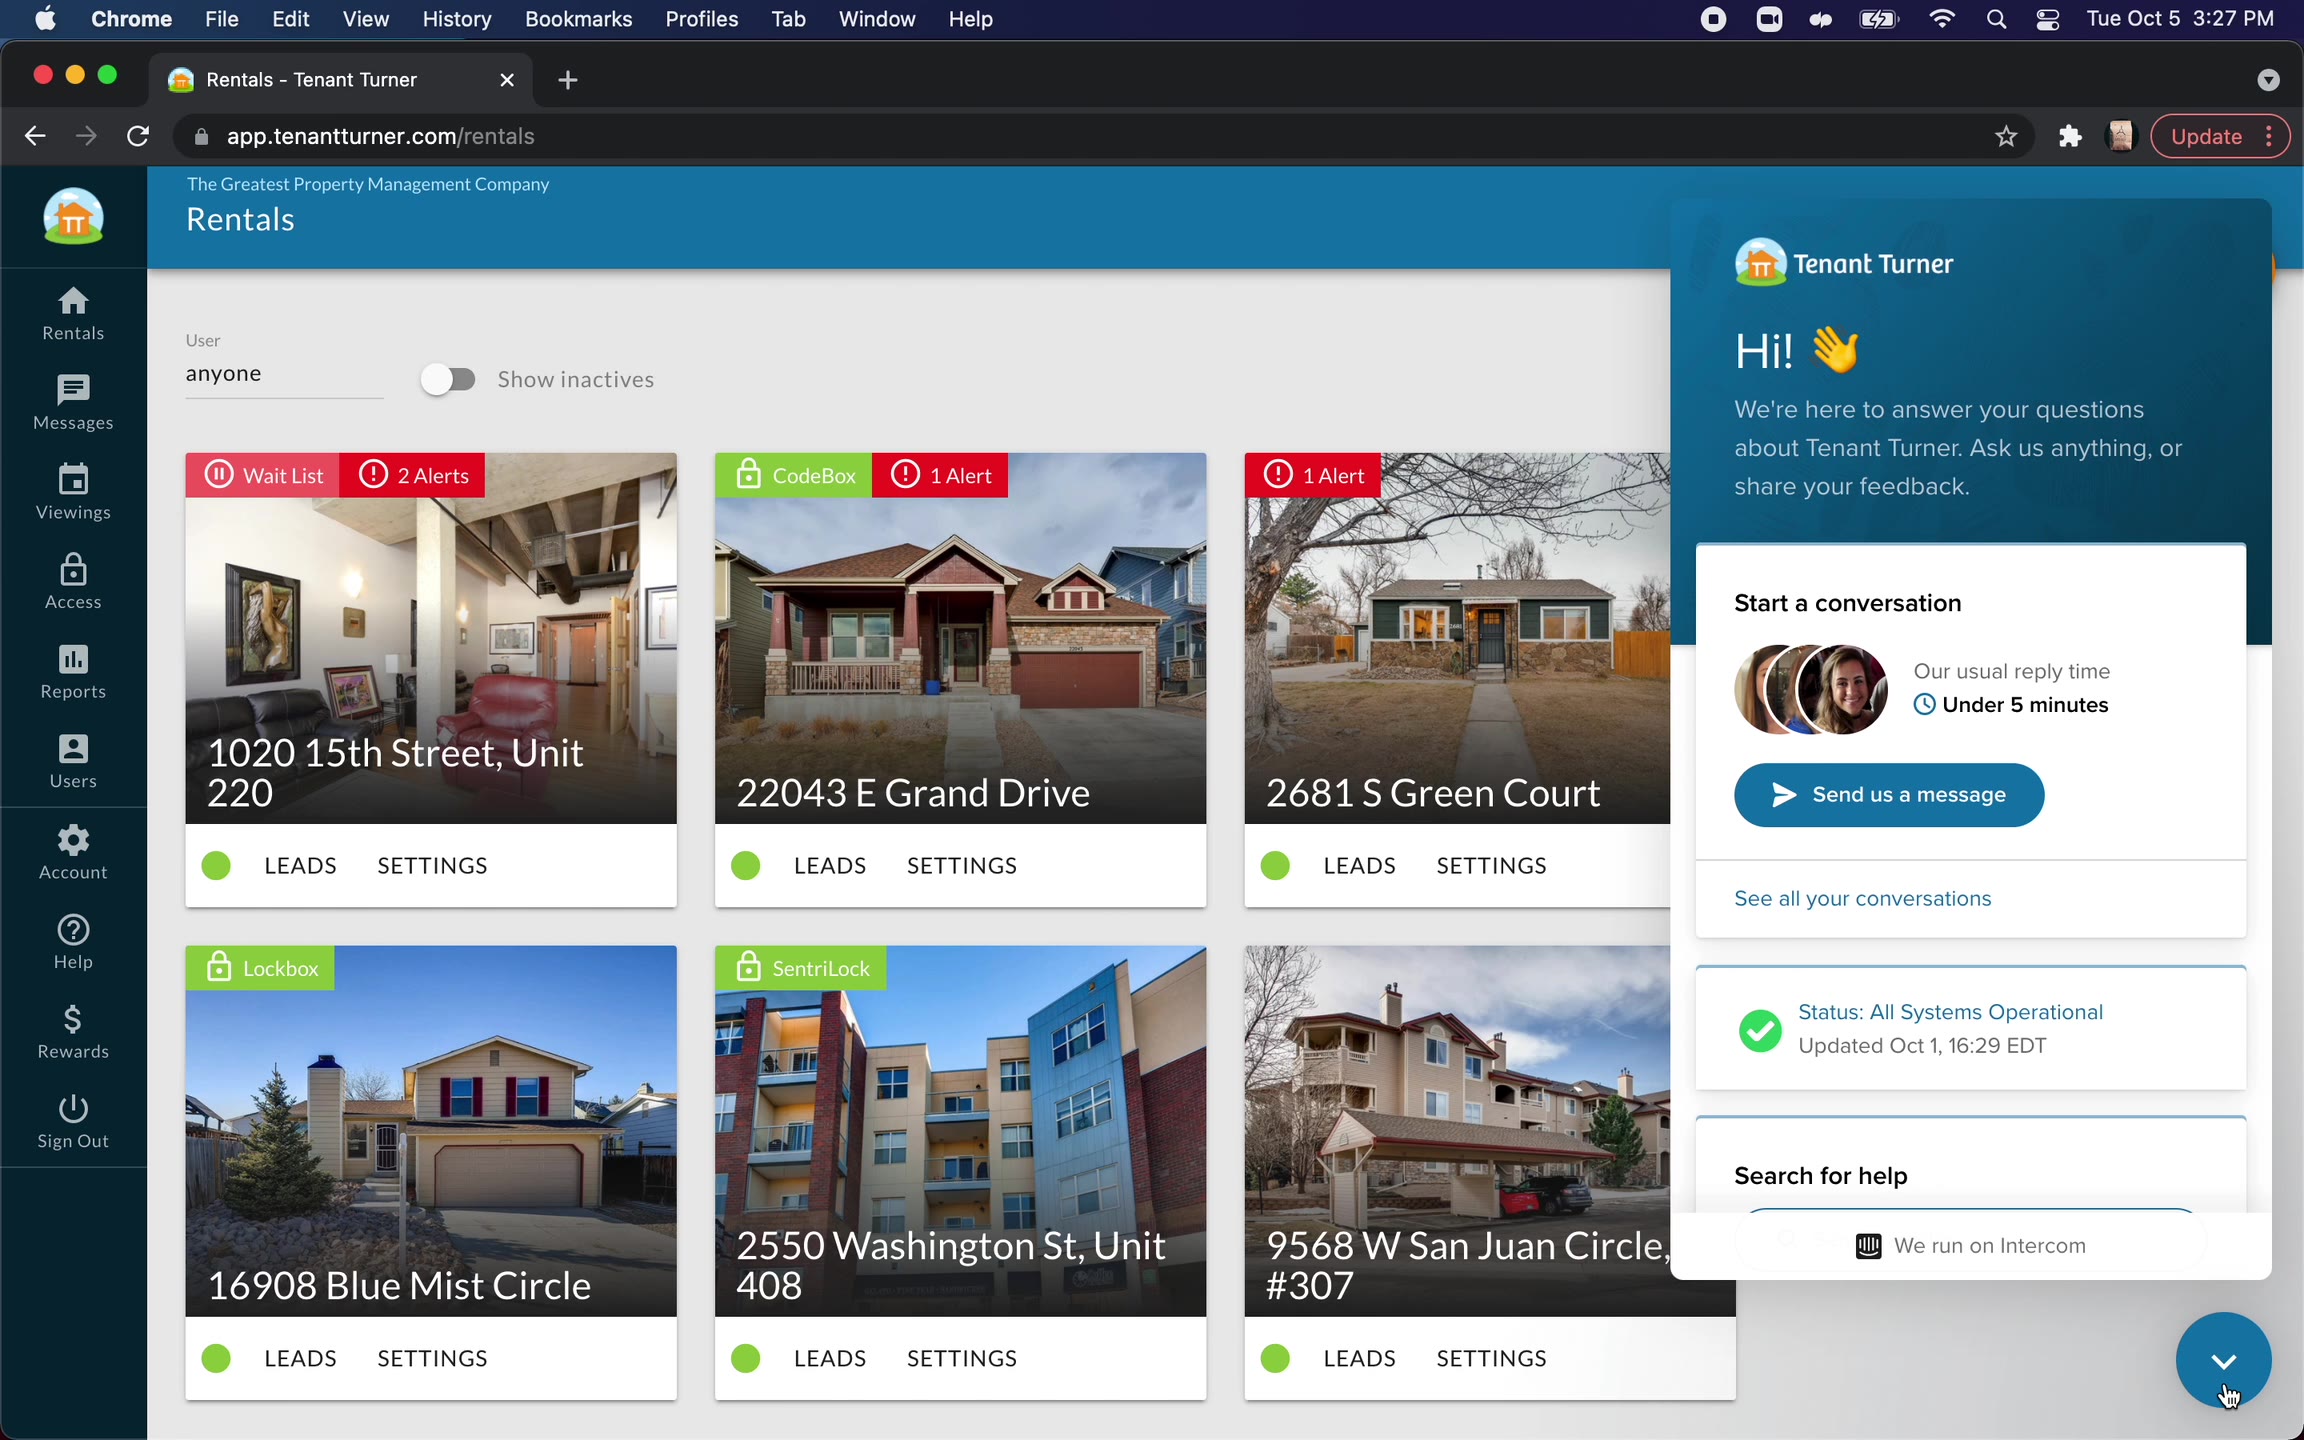 Chrome File Edit View History Bookmarks Profiles Tab Window Help
Tue Oct 5 3:27 PM
Rentals - Tenant Turner
app.tenantturner.com/rentals
Update
The Greatest Property Management Company
Rentals
Rentals
Messages
Viewings
Access
Reports
Users
Account
Help
Rewards
Sign Out
User
anyone
Show inactives
Wait List
2 Alerts
1020 15th Street, Unit
220
LEADS SETTINGS
CodeBox
1 Alert
22043 E Grand Drive
LEADS SETTINGS
1 Alert
2681 S Green Court
LEADS SETTINGS
Lockbox
16908 Blue Mist Circle
LEADS SETTINGS
SentriLock
2550 Washington St, Unit
408
LEADS SETTINGS
9568 W San Juan Circle,
#307
LEADS SETTINGS
Tenant Turner
Hi! 👋
We're here to answer your questions
about Tenant Turner. Ask us anything, or
share your feedback.
Start a conversation
Our usual reply time
Under 5 minutes
Send us a message
See all your conversations
Status: All Systems Operational
Updated Oct 1, 16:29 EDT
Search for help
We run on Intercom